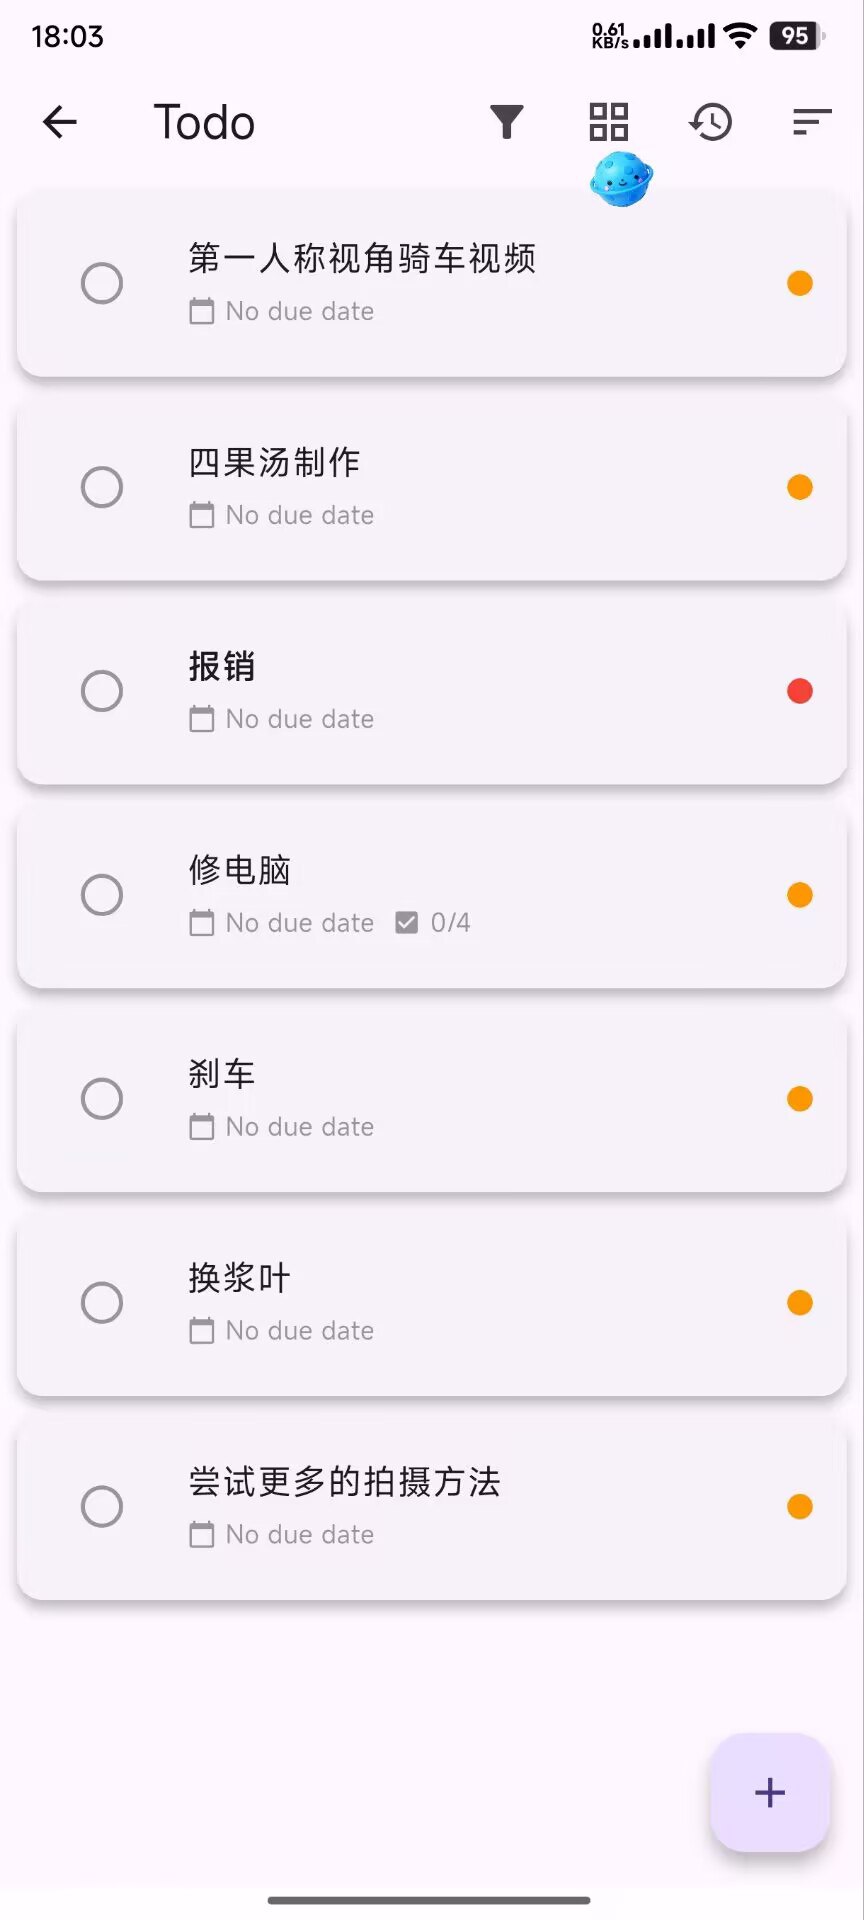 18:03
0.61
KB/s
95
Todo
第一人称视角骑车视频
No due date
四果汤制作
No due date
报销
No due date
修电脑
No due date 0/4
刹车
No due date
换浆叶
No due date
尝试更多的拍摄方法
No due date